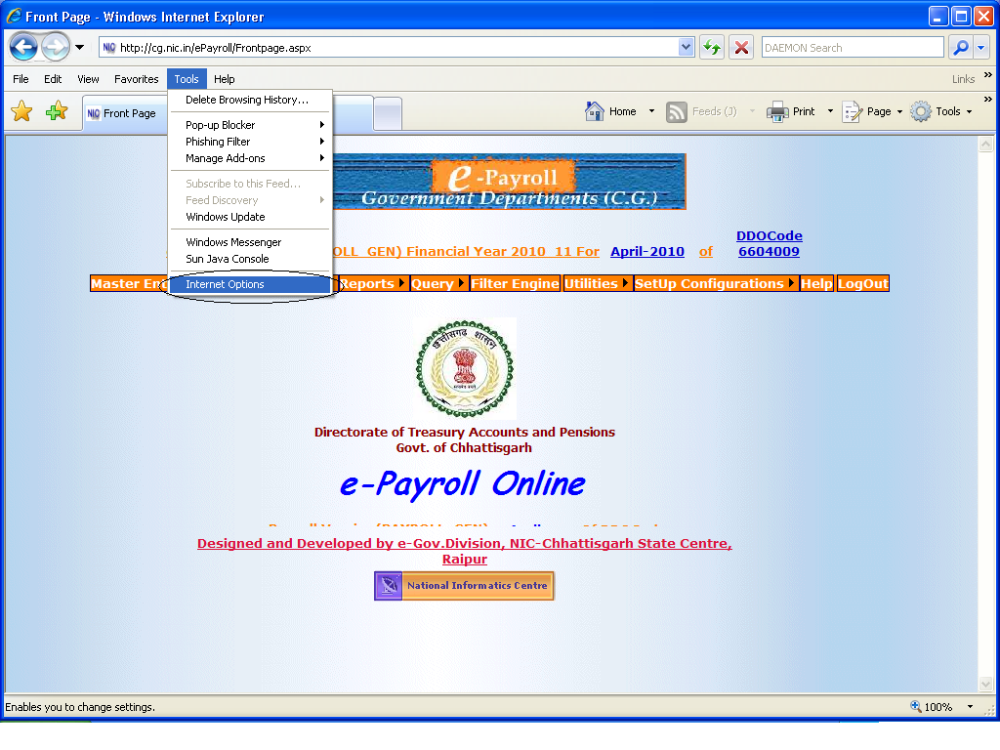 Front Page - Windows Internet Explorer
http://cg.nic.in/ePayroll/Frontpage.aspx
DAEMON Search
File Edit View Favorites Tools Help
Links
Front Page
Home
Feeds (J)
Print
Page
Tools
Delete Browsing History...
Pop-up Blocker
Phishing Filter
Manage Add-ons
Subscribe to this Feed...
Feed Discovery
Windows Update
Windows Messenger
Sun Java Console
Internet Options
e-Payroll
Government Departments (C.G.)
GEN) Financial Year 2010 11 For April-2010 of
DDOCode
6604009
Master Reports Query Filter Engine Utilities SetUp Configurations Help LogOut
छत्तीसगढ़ शासन
Directorate of Treasury Accounts and Pensions
Govt. of Chhattisgarh
e-Payroll Online
Designed and Developed by e-Gov.Division, NIC-Chhattisgarh State Centre,
Raipur
National Informatics Centre
Enables you to change settings.
100%